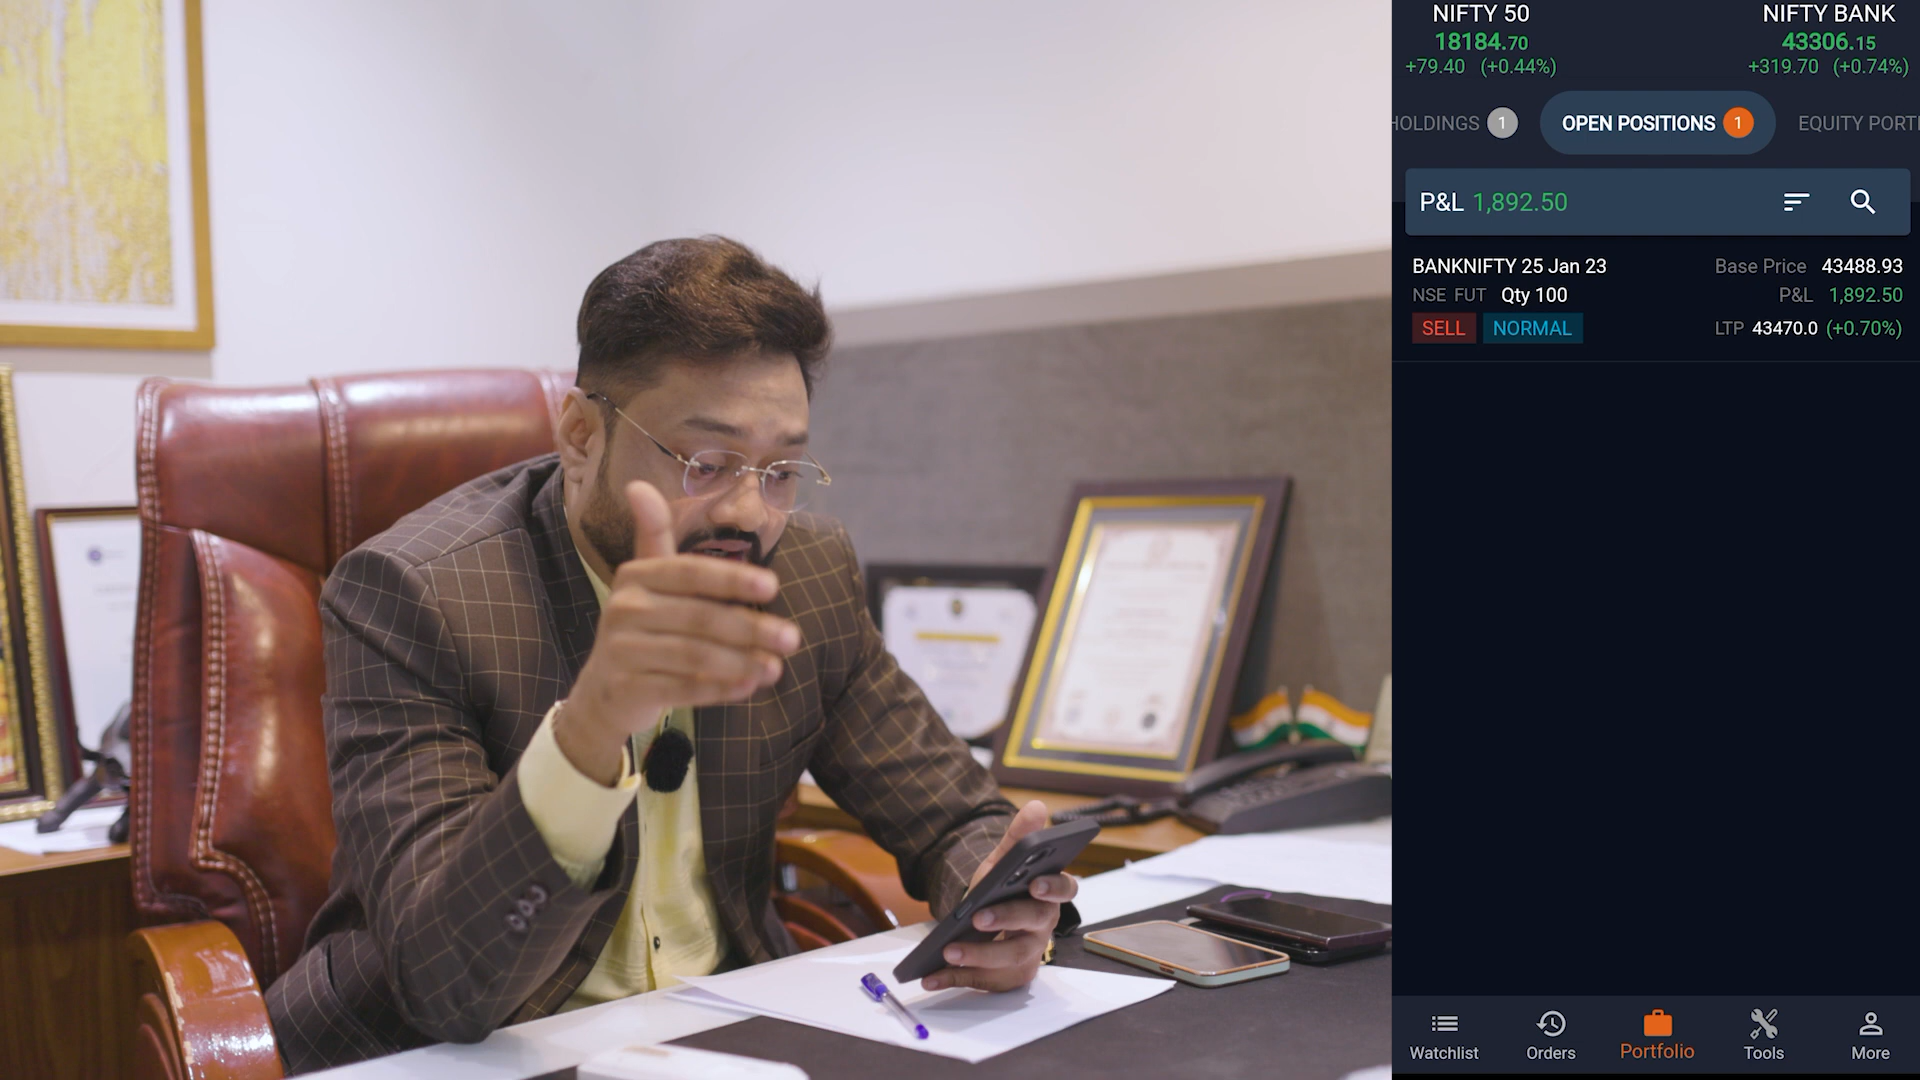 NIFTY 50
18184.70
+79.40 (+0.44%)
NIFTY BANK
43306.15
+319.70 (+0.74%)
HOLDINGS 1
OPEN POSITIONS 1
EQUITY PORT
P&L 1,892.50
BANKNIFTY 25 Jan 23
Base Price 43488.93
NSE FUT Qty 100
P&L 1,892.50
SELL NORMAL
LTP 43470.0 (+0.70%)
Watchlist
Orders
Portfolio
Tools
More